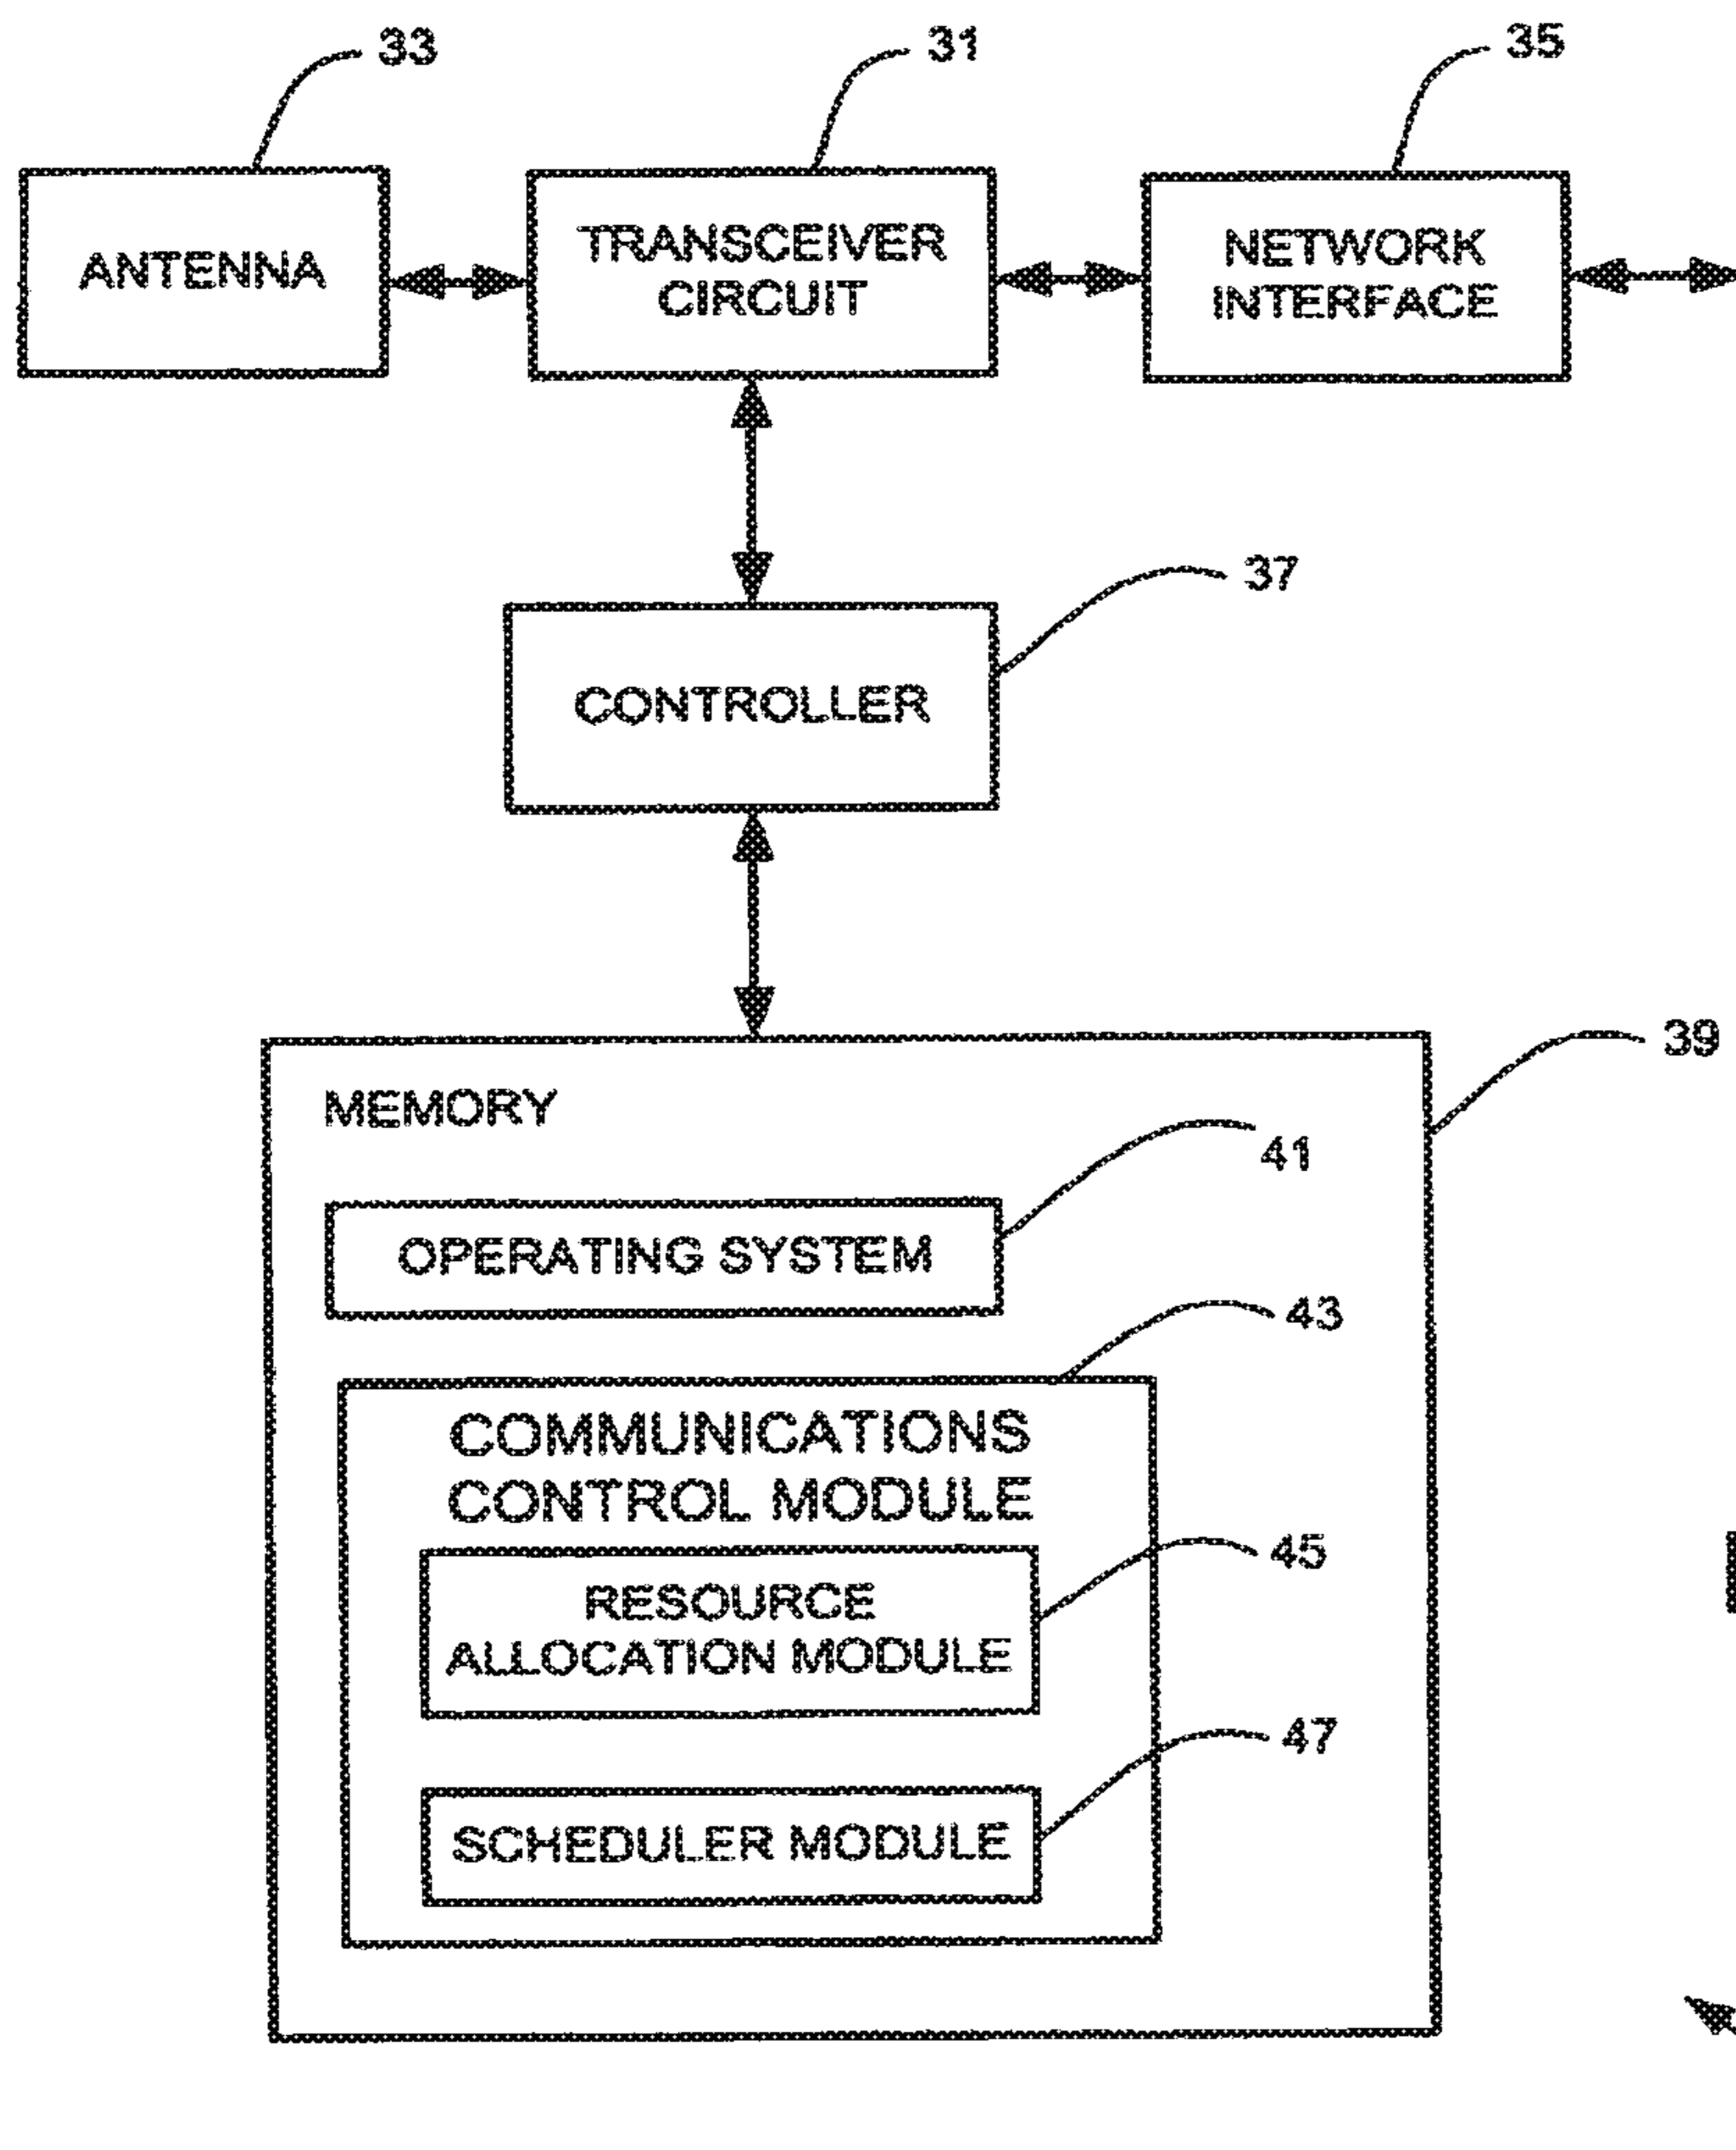 33
31
35
ANTENNA
TRANSCEIVER
CIRCUIT
NETWORK
INTERFACE
37
CONTROLLER
39
MEMORY
41
OPERATING SYSTEM
43
COMMUNICATIONS
CONTROL MODULE
45
RESOURCE
ALLOCATION MODULE
47
SCHEDULER MODULE